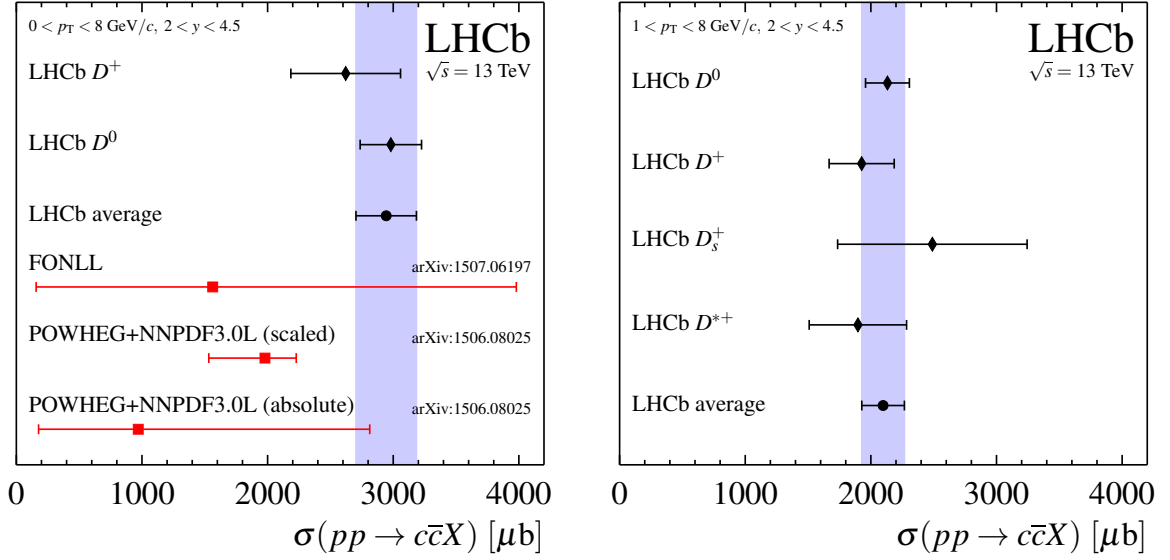 0 < p_T < 8 GeV/c, 2 < y < 4.5
LHCb
√s = 13 TeV
LHCb D⁺
LHCb D⁰
LHCb average
FONLL
arXiv:1507.06197
POWHEG+NNPDF3.0L (scaled)
arXiv:1506.08025
POWHEG+NNPDF3.0L (absolute)
arXiv:1506.08025
0 1000 2000 3000 4000
σ(pp → cc̅X) [μb]
1 < p_T < 8 GeV/c, 2 < y < 4.5
LHCb
√s = 13 TeV
LHCb D⁰
LHCb D⁺
LHCb D_s⁺
LHCb D*⁺
LHCb average
0 1000 2000 3000 4000
σ(pp → cc̅X) [μb]